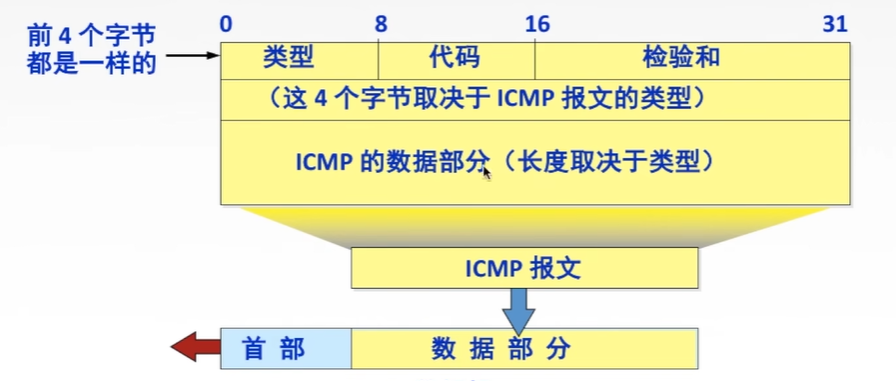 0 8 16 31
前 4 个字节
都是一样的
类型 代码 检验和
（这 4 个字节取决于 ICMP 报文的类型）
ICMP 的数据部分（长度取决于类型）
ICMP 报文
首 部 数 据 部 分